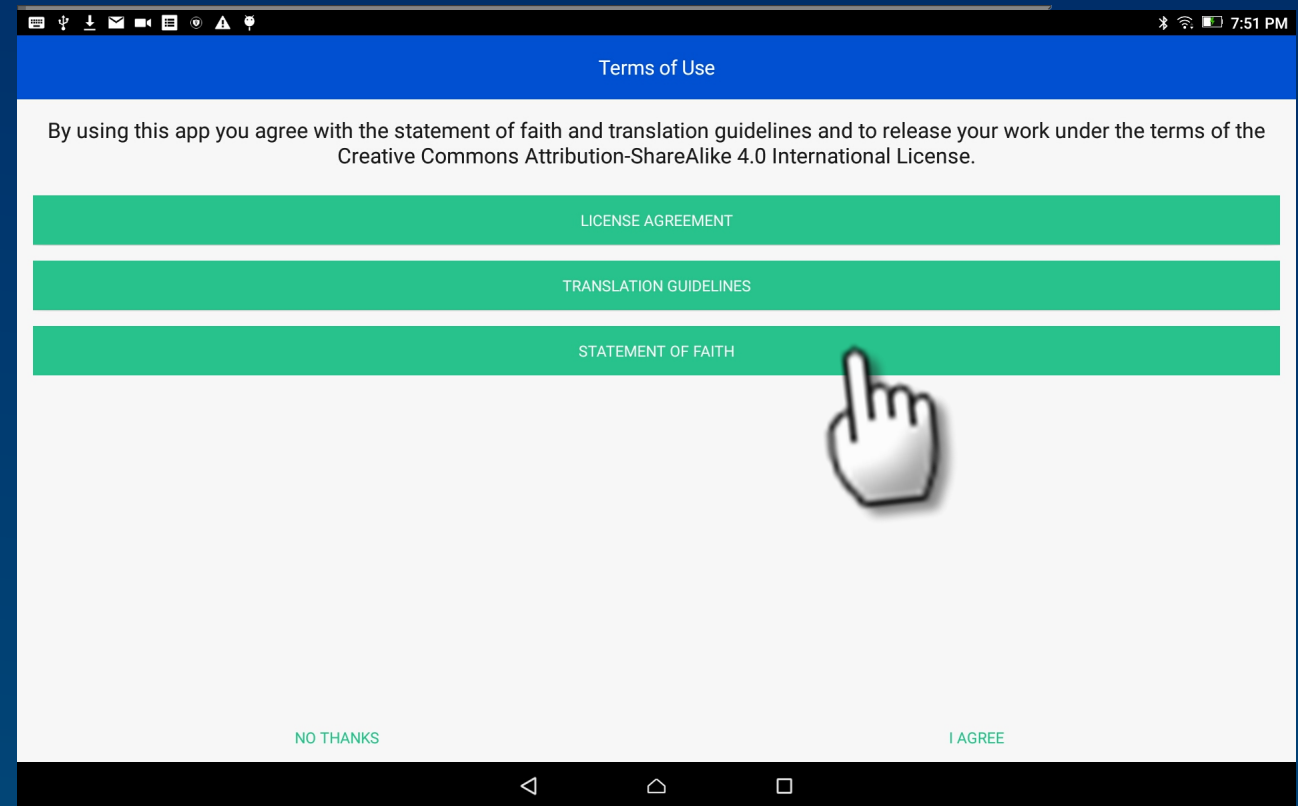 7:51 PM
Terms of Use
By using this app you agree with the statement of faith and translation guidelines and to release your work under the terms of the
Creative Commons Attribution-ShareAlike 4.0 International License.
LICENSE AGREEMENT
TRANSLATION GUIDELINES
STATEMENT OF FAITH
NO THANKS
I AGREE